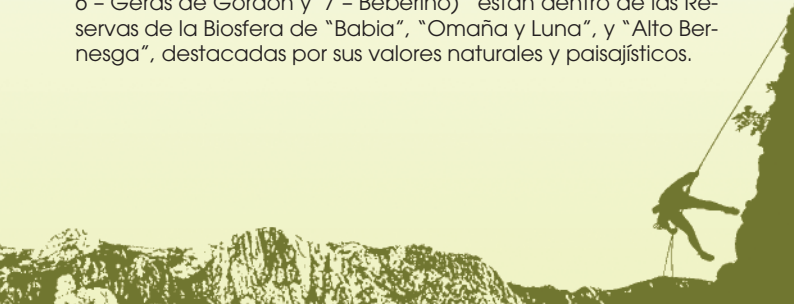 6 – Geras de Gordón y 7 – Beberino) están dentro de las Re-
servas de la Biosfera de “Babia”, “Omaña y Luna”, y “Alto Ber-
nesga”, destacadas por sus valores naturales y paisajísticos.